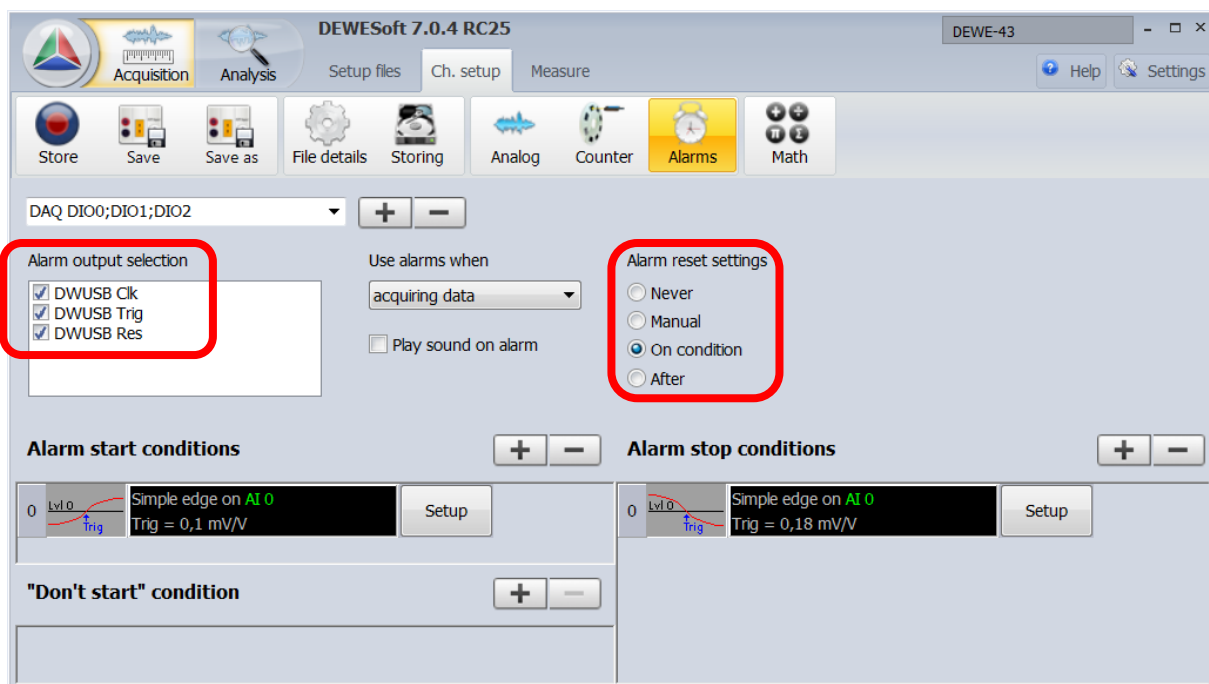 DEWESoft 7.0.4 RC25
DEWE-43
Acquisition
Analysis
Setup files
Ch. setup
Measure
Help
Settings
Store
Save
Save as
File details
Storing
Analog
Counter
Alarms
Math
DAQ DIO0;DIO1;DIO2
Alarm output selection
Use alarms when
Alarm reset settings
DWUSB Clk
DWUSB Trig
DWUSB Res
acquiring data
Play sound on alarm
Never
Manual
On condition
After
Alarm start conditions
Alarm stop conditions
0
Lvl 0
Trig
Simple edge on AI 0
Trig = 0,1 mV/V
Setup
0
Lvl 0
Trig
Simple edge on AI 0
Trig = 0,18 mV/V
Setup
"Don't start" condition